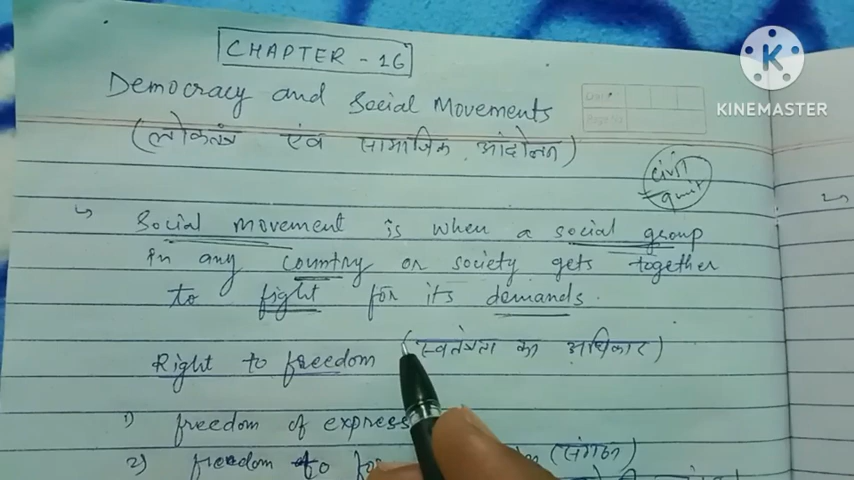 CHAPTER - 16
KINEMASTER
Democracy and Social Movements
(लोकतंत्र एंव सामाजिक आंदोलन)
civil
↳ Social movement is when a social group
in any country or society gets together
to fight for its demands.
Right to freedom (स्वतंत्रता का अधिकार)
1) freedom of express
2) freedom to (संगठन)